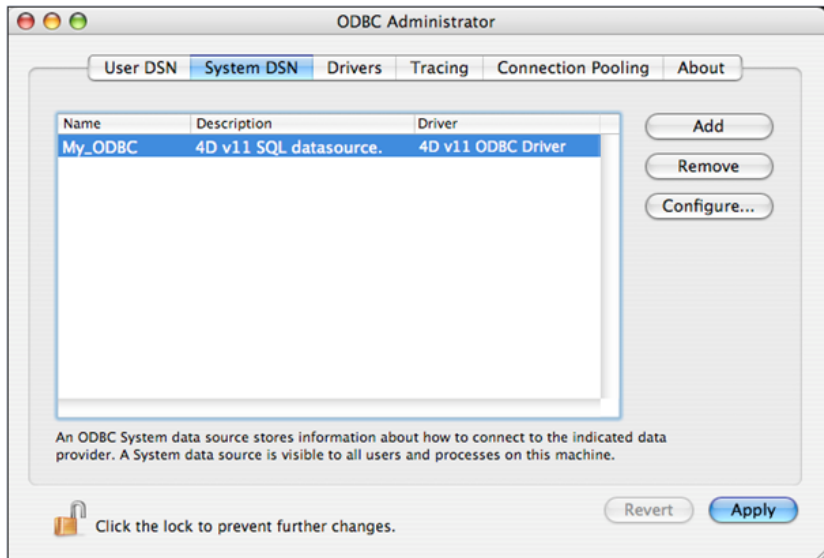 ODBC Administrator
User DSN System DSN Drivers Tracing Connection Pooling About
Name Description Driver
My_ODBC 4D v11 SQL datasource. 4D v11 ODBC Driver
Add
Remove
Configure...
An ODBC System data source stores information about how to connect to the indicated data
provider. A System data source is visible to all users and processes on this machine.
Click the lock to prevent further changes.
Revert Apply